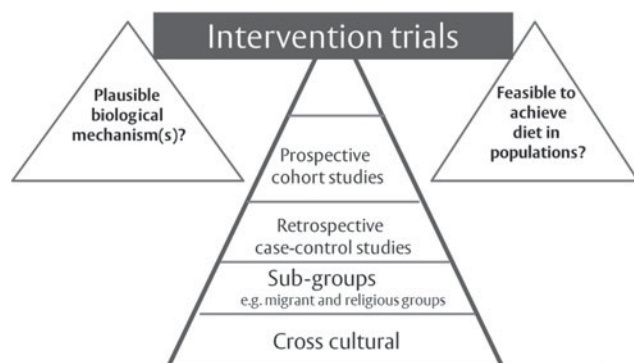 Intervention trials
Plausible
biological
mechanism(s)?
Feasible to
achieve
diet in
populations?
Prospective
cohort studies
Retrospective
case-control studies
Sub-groups
e.g. migrant and religious groups
Cross cultural